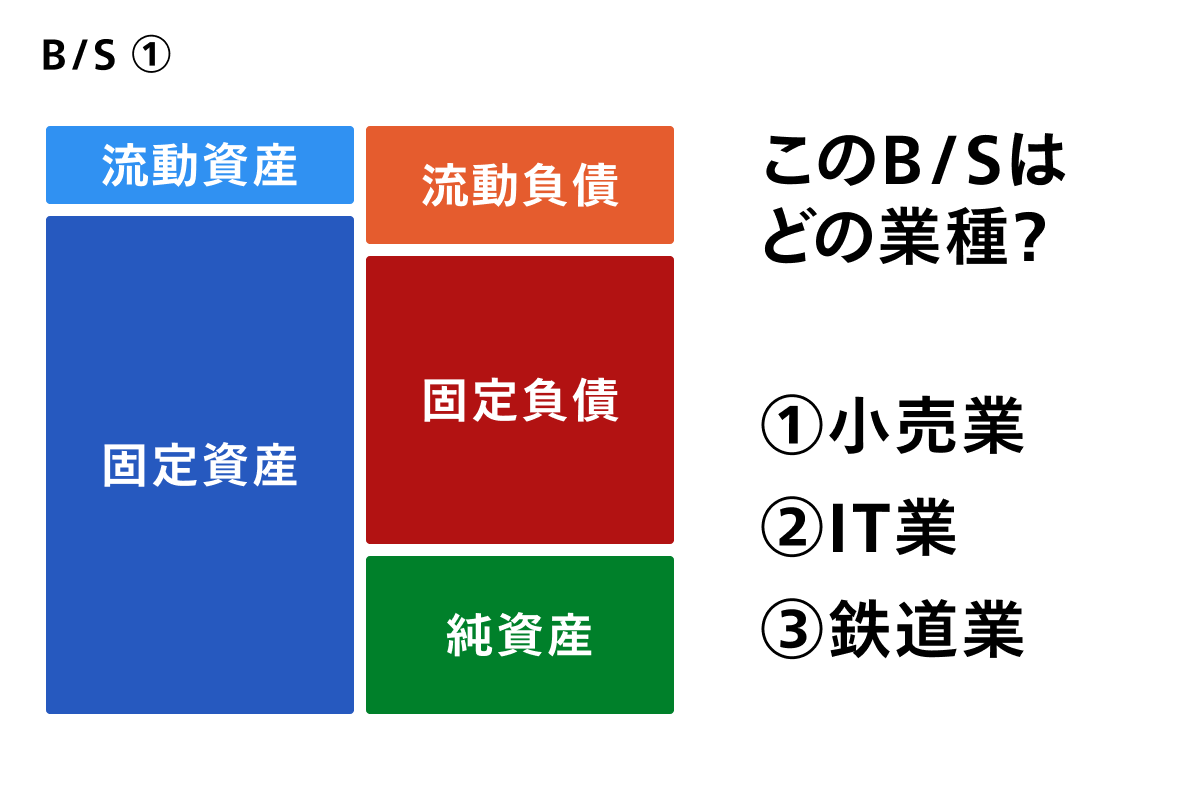 B/S ①
流動資産
固定資産
流動負債
固定負債
純資産
このB/Sは
どの業種?
①小売業
②IT業
③鉄道業